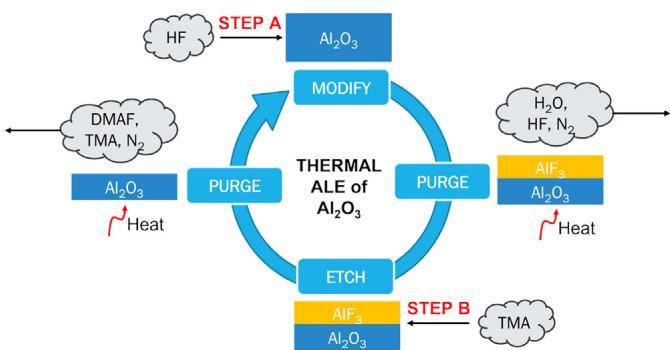 HF
STEP A
Al₂O₃
MODIFY
DMAF,
TMA, N₂
Al₂O₃
Heat
PURGE
THERMAL
ALE of
Al₂O₃
PURGE
H₂O,
HF, N₂
AlF₃
Al₂O₃
Heat
ETCH
AlF₃
Al₂O₃
STEP B
TMA